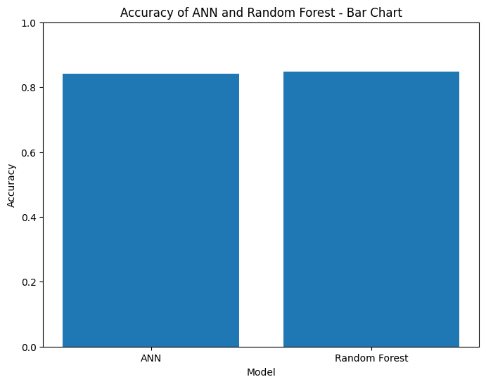 Accuracy of ANN and Random Forest - Bar Chart
1.0
0.8
0.6
0.4
0.2
0.0
Accuracy
ANN
Random Forest
Model